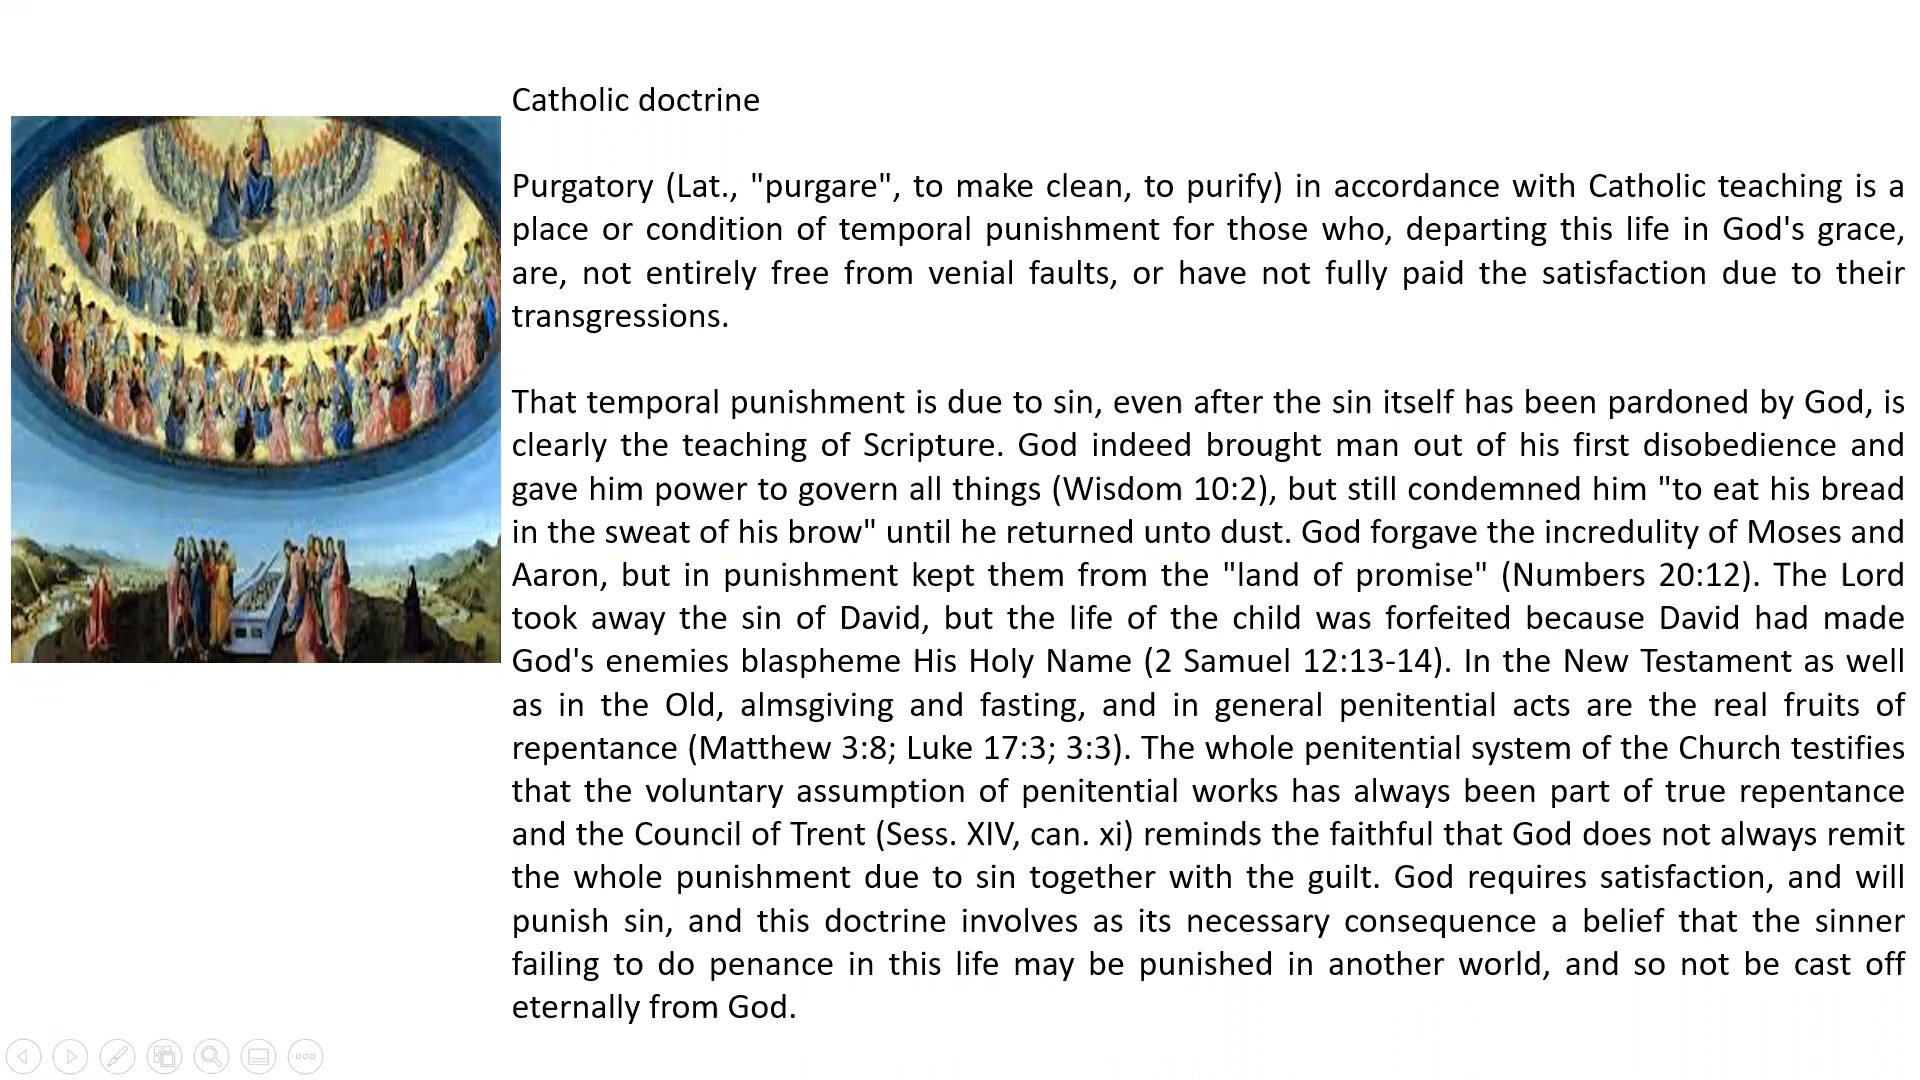 Catholic doctrine
Purgatory (Lat., "purgare", to make clean, to purify) in accordance with Catholic teaching is a
place or condition of temporal punishment for those who, departing this life in God's grace,
are, not entirely free from venial faults, or have not fully paid the satisfaction due to their
transgressions.
That temporal punishment is due to sin, even after the sin itself has been pardoned by God, is
clearly the teaching of Scripture. God indeed brought man out of his first disobedience and
gave him power to govern all things (Wisdom 10:2), but still condemned him "to eat his bread
in the sweat of his brow" until he returned unto dust. God forgave the incredulity of Moses and
Aaron, but in punishment kept them from the "land of promise" (Numbers 20:12). The Lord
took away the sin of David, but the life of the child was forfeited because David had made
God's enemies blaspheme His Holy Name (2 Samuel 12:13-14). In the New Testament as well
as in the Old, almsgiving and fasting, and in general penitential acts are the real fruits of
repentance (Matthew 3:8; Luke 17:3; 3:3). The whole penitential system of the Church testifies
that the voluntary assumption of penitential works has always been part of true repentance
and the Council of Trent (Sess. XIV, can. xi) reminds the faithful that God does not always remit
the whole punishment due to sin together with the guilt. God requires satisfaction, and will
punish sin, and this doctrine involves as its necessary consequence a belief that the sinner
failing to do penance in this life may be punished in another world, and so not be cast off
eternally from God.